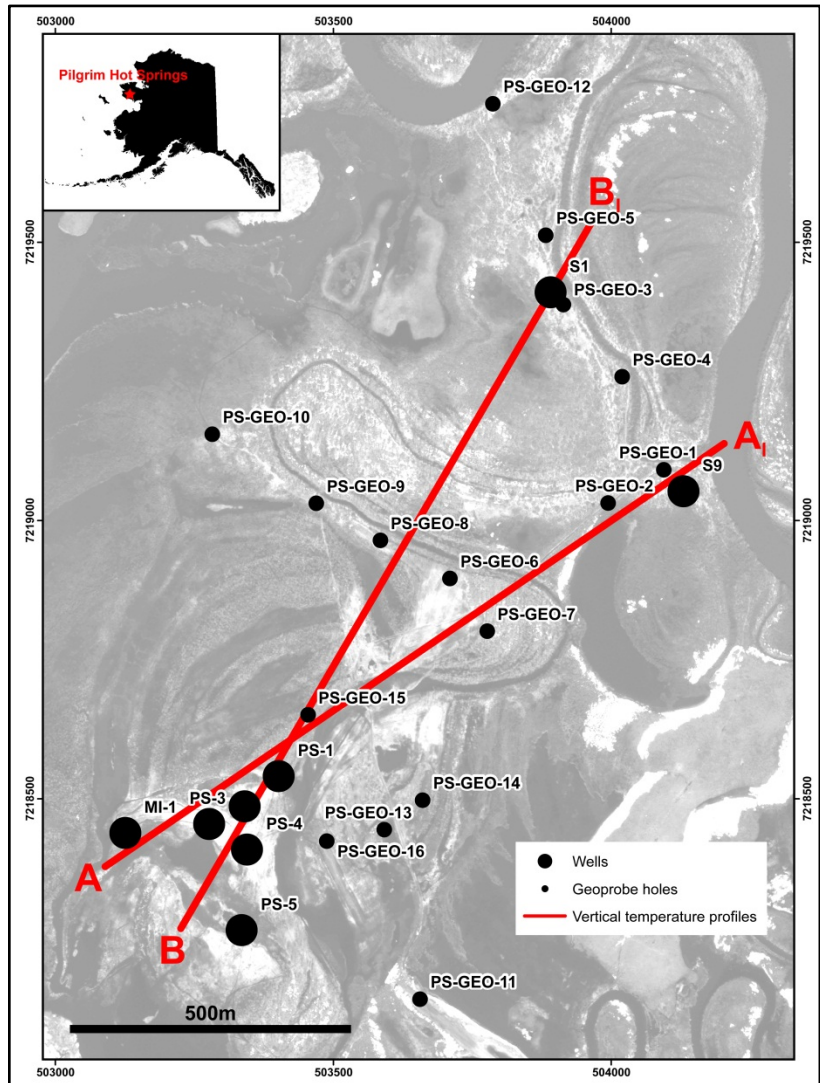 503000
503500
504000
Pilgrim Hot Springs
PS-GEO-12
BI
PS-GEO-5
7219500
7219500
S1
PS-GEO-3
PS-GEO-4
PS-GEO-10
AI
PS-GEO-1
S9
PS-GEO-9
PS-GEO-2
7219000
7219000
PS-GEO-8
PS-GEO-6
PS-GEO-7
PS-GEO-15
PS-1
PS-GEO-14
7218500
7218500
MI-1
PS-3
PS-GEO-13
PS-4
PS-GEO-16
A
Wells
Geoprobe holes
Vertical temperature profiles
PS-5
B
PS-GEO-11
500m
503000
503500
504000